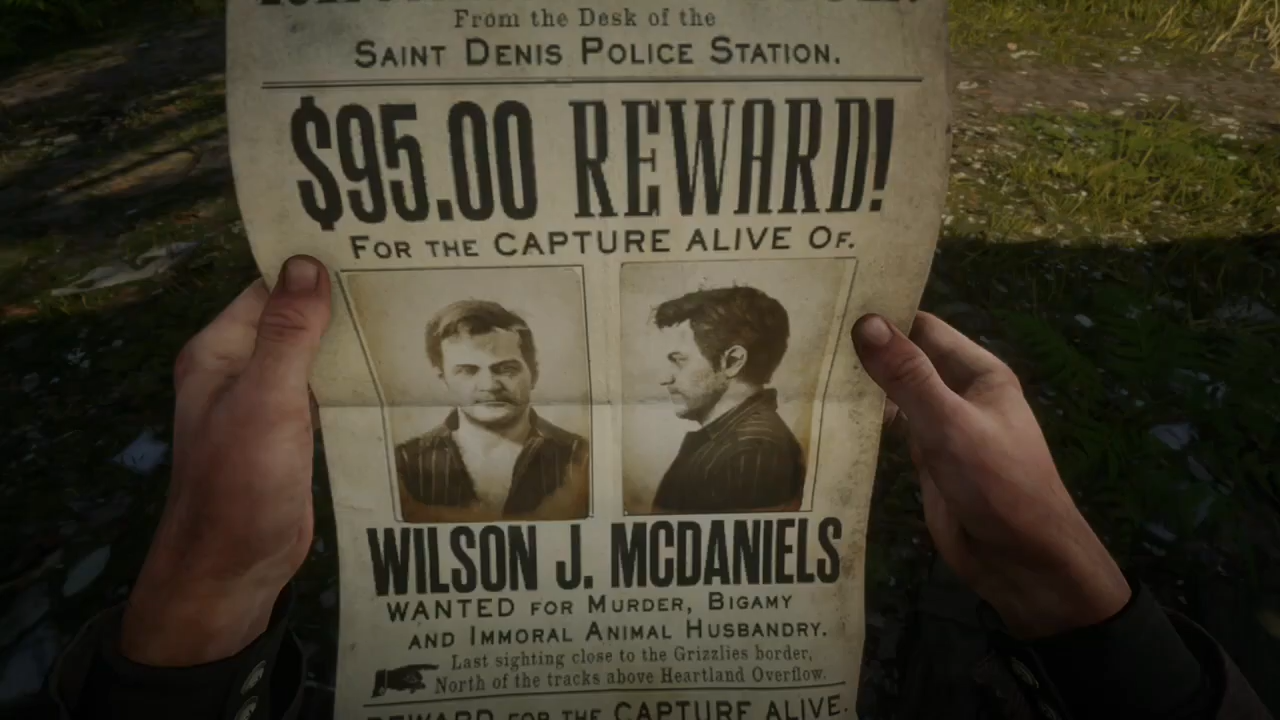 From the Desk of the
SAINT DENIS POLICE STATION.
$95.00 REWARD!
FOR THE CAPTURE ALIVE OF.
WILSON J. MCDANIELS
WANTED FOR MURDER, BIGAMY
AND IMMORAL ANIMAL HUSBANDRY.
Last sighting close to the Grizzlies border,
North of the tracks above Heartland Overflow.
REWARD FOR THE CAPTURE ALIVE.